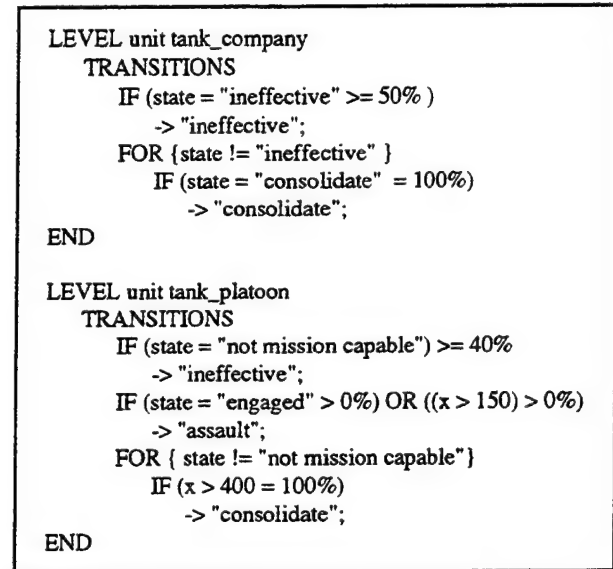 LEVEL unit tank_company
TRANSITIONS
IF (state = "ineffective" >= 50% )
-> "ineffective";
FOR {state != "ineffective" }
IF (state = "consolidate" = 100%)
-> "consolidate";
END
LEVEL unit tank_platoon
TRANSITIONS
IF (state = "not mission capable") >= 40%
-> "ineffective";
IF (state = "engaged" > 0%) OR ((x > 150) > 0%)
-> "assault";
FOR { state != "not mission capable"}
IF (x > 400 = 100%)
-> "consolidate";
END